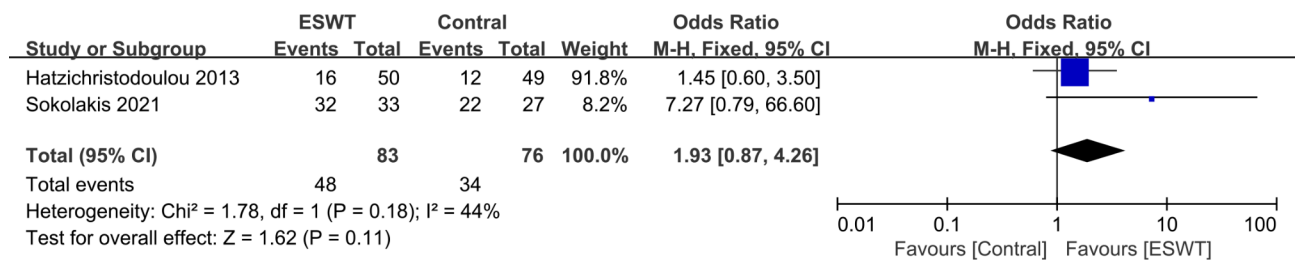 ESWT Contral Odds Ratio Odds Ratio
Study or Subgroup Events Total Events Total Weight M-H, Fixed, 95% CI M-H, Fixed, 95% CI
Hatzichristodoulou 2013 16 50 12 49 91.8% 1.45 [0.60, 3.50]
Sokolakis 2021 32 33 22 27 8.2% 7.27 [0.79, 66.60]
Total (95% CI) 83 76 100.0% 1.93 [0.87, 4.26]
Total events 48 34
Heterogeneity: Chi² = 1.78, df = 1 (P = 0.18); I² = 44%
Test for overall effect: Z = 1.62 (P = 0.11)
0.01 0.1 1 10 100
Favours [Contral] Favours [ESWT]